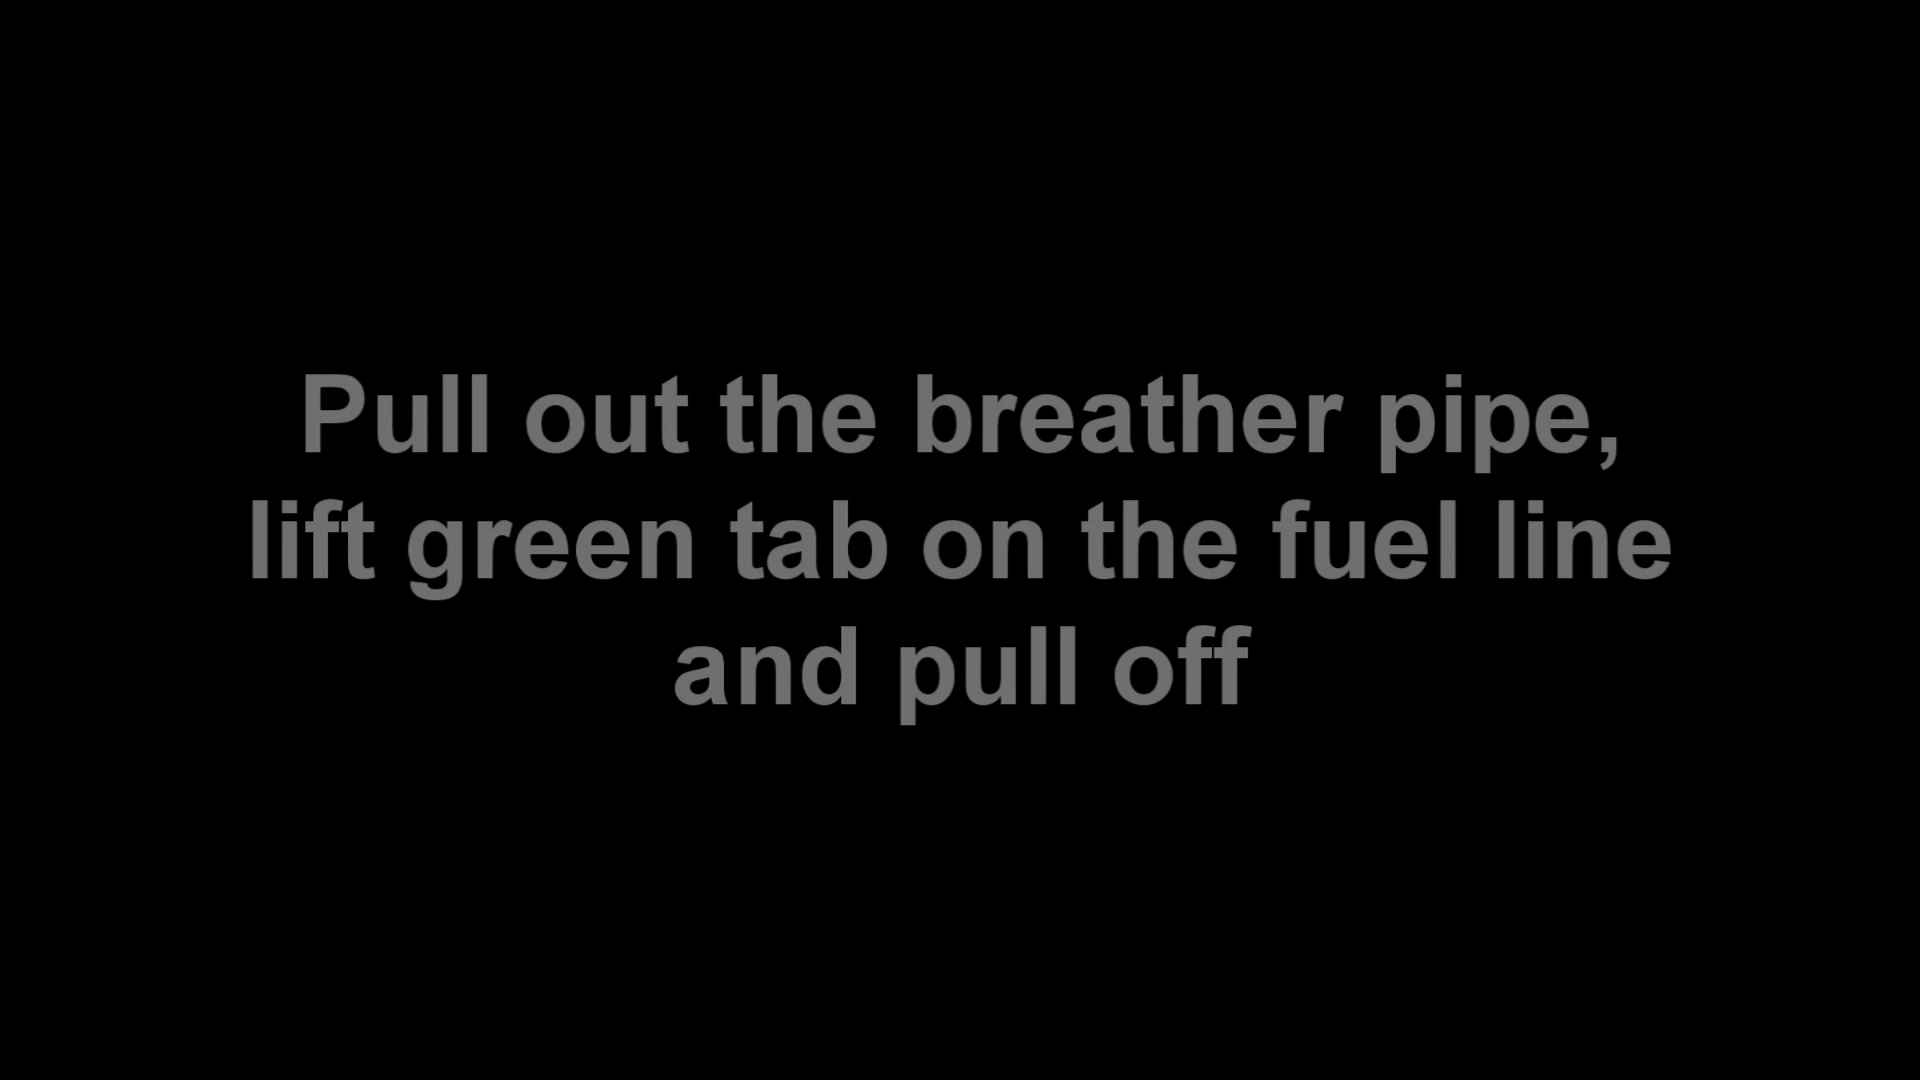 Pull out the breather pipe,
lift green tab on the fuel line
and pull off